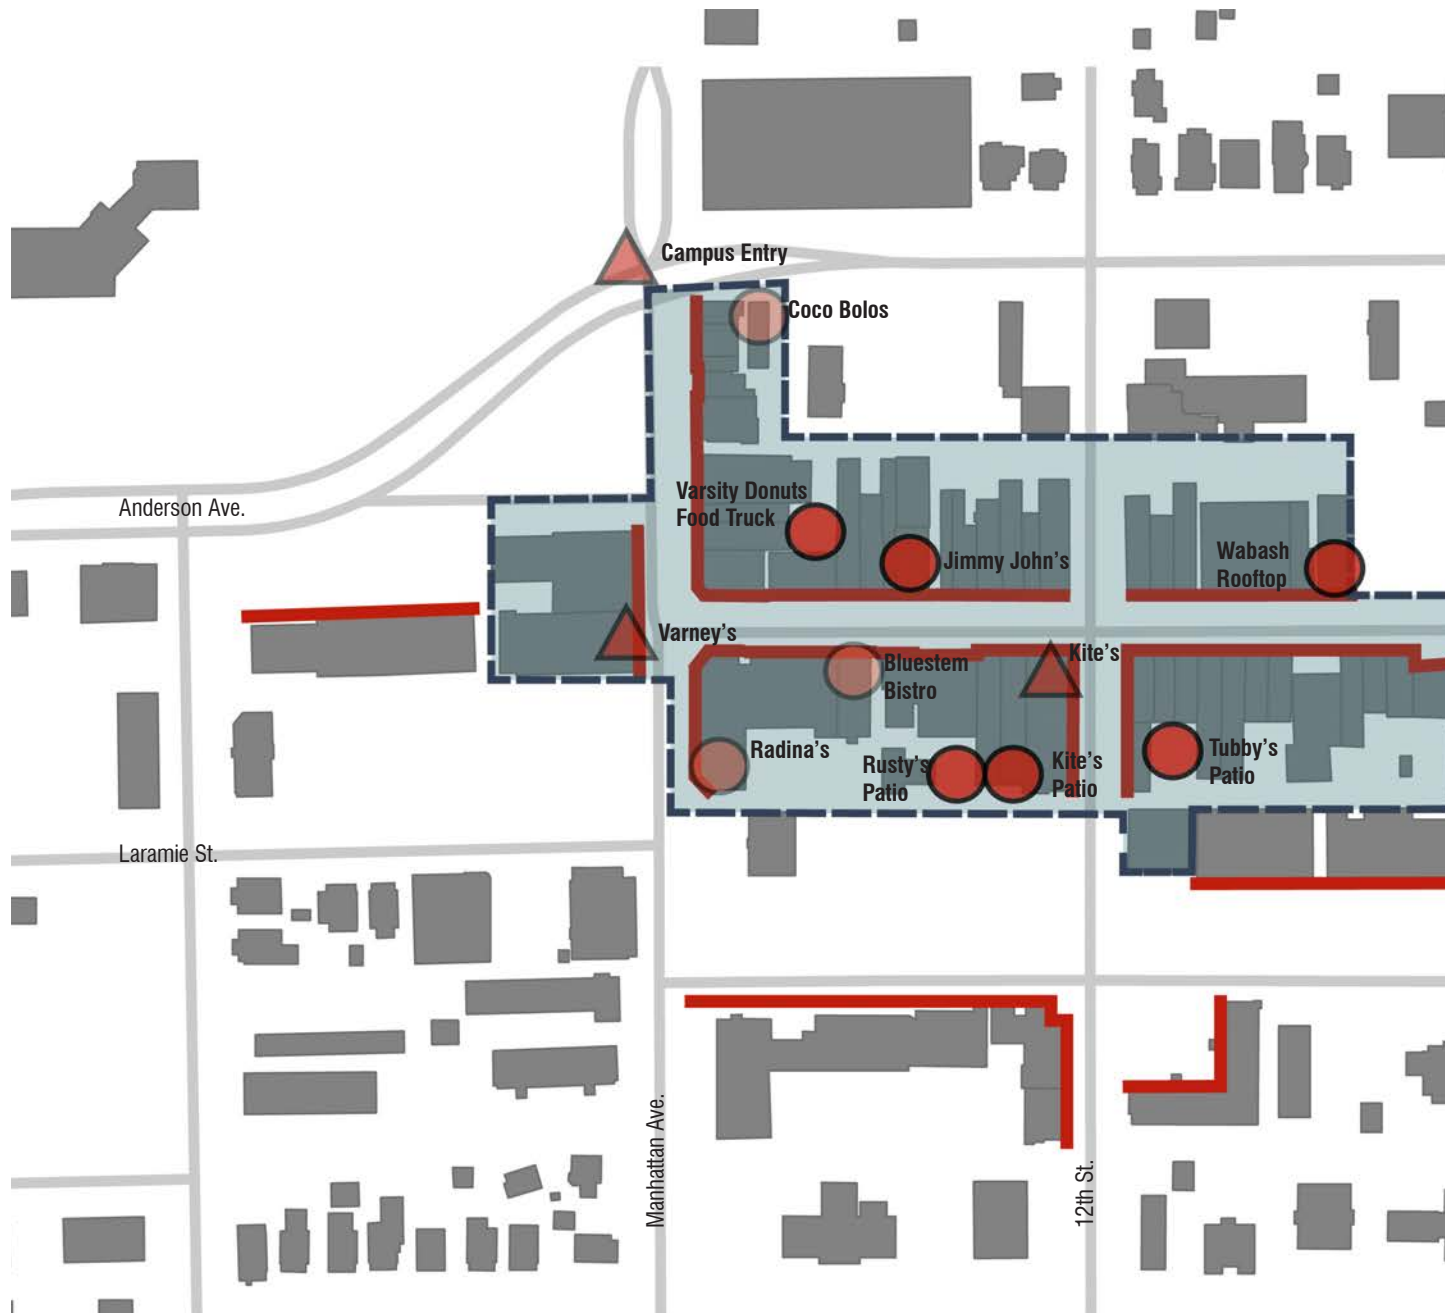 Campus Entry
Coco Bolos
Varsity Donuts
Food Truck
Anderson Ave.
Jimmy John's
Wabash
Rooftop
Varney's
Kite's
Bluestem
Bistro
Radina's
Rusty's
Patio
Kite's
Patio
Tubby's
Patio
Laramie St.
Manhattan Ave.
12th St.